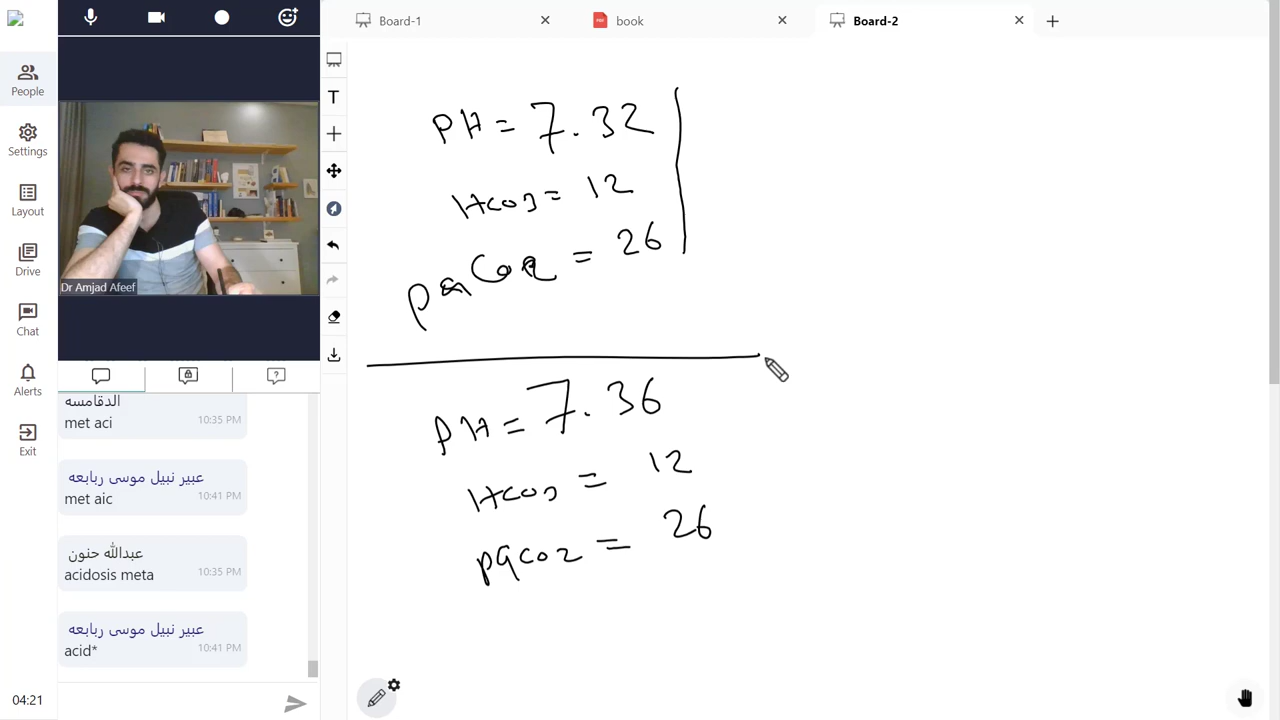 Board-1
book
Board-2
People
Settings
Layout
Drive
Chat
Alerts
Exit
04:21
T
Dr Amjad Afeef
الدقامسه
met aci
10:35 PM
عبير نبيل موسى ربابعه
met aic
10:41 PM
عبدالله حنون
acidosis meta
10:35 PM
عبير نبيل موسى ربابعه
acid*
10:41 PM
PH = 7.32
Hco3 = 12
paCo2 = 26
PH = 7.36
Hco3 = 12
paco2 = 26